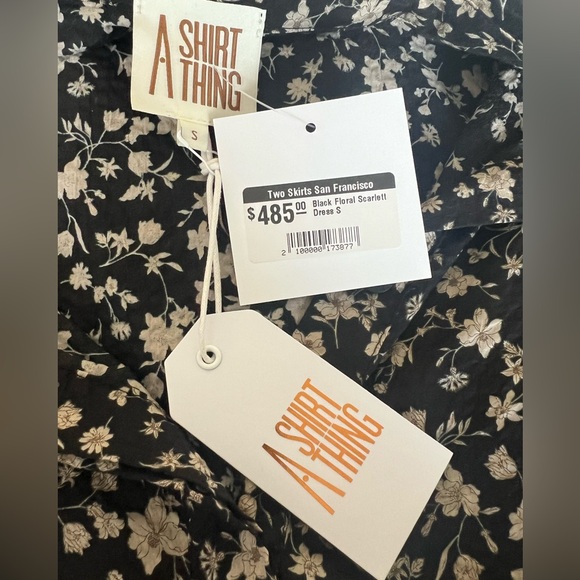 A SHIRT
THING
S
Two Skirts San Francisco
$485.00
Black Floral Scarlett
Dress S
2 100000 173877
A SHIRT
THING